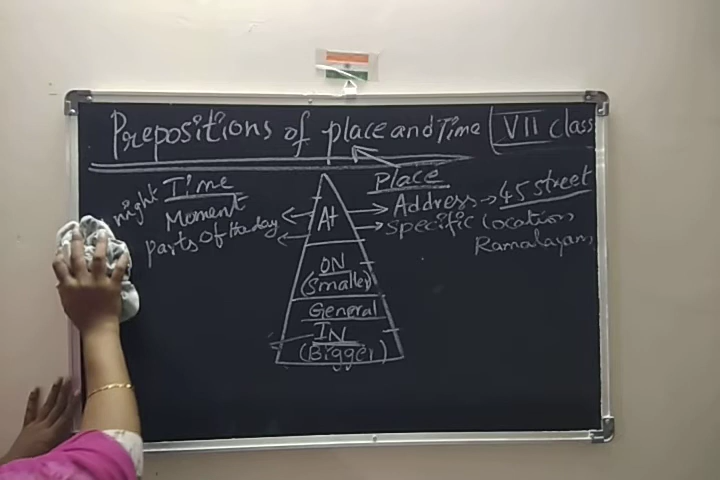 Prepositions of place and Time VII class
Time
night
Moment
Parts of the day
At
Place
Address → 45 street
Specific location
Ramalayam
ON
(Smaller)
General
IN
(Bigger)